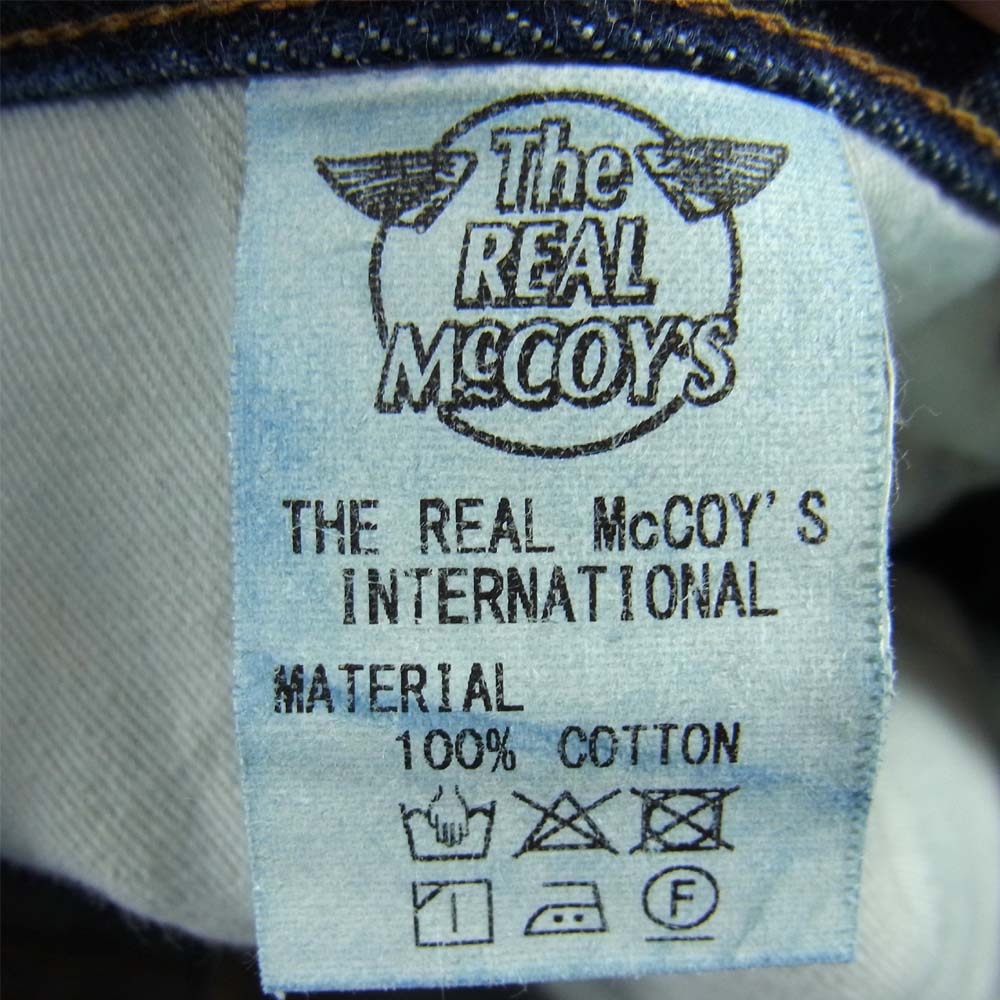 The
REAL
McCOY'S
THE REAL McCOY'S
INTERNATIONAL
MATERIAL
100% COTTON
F